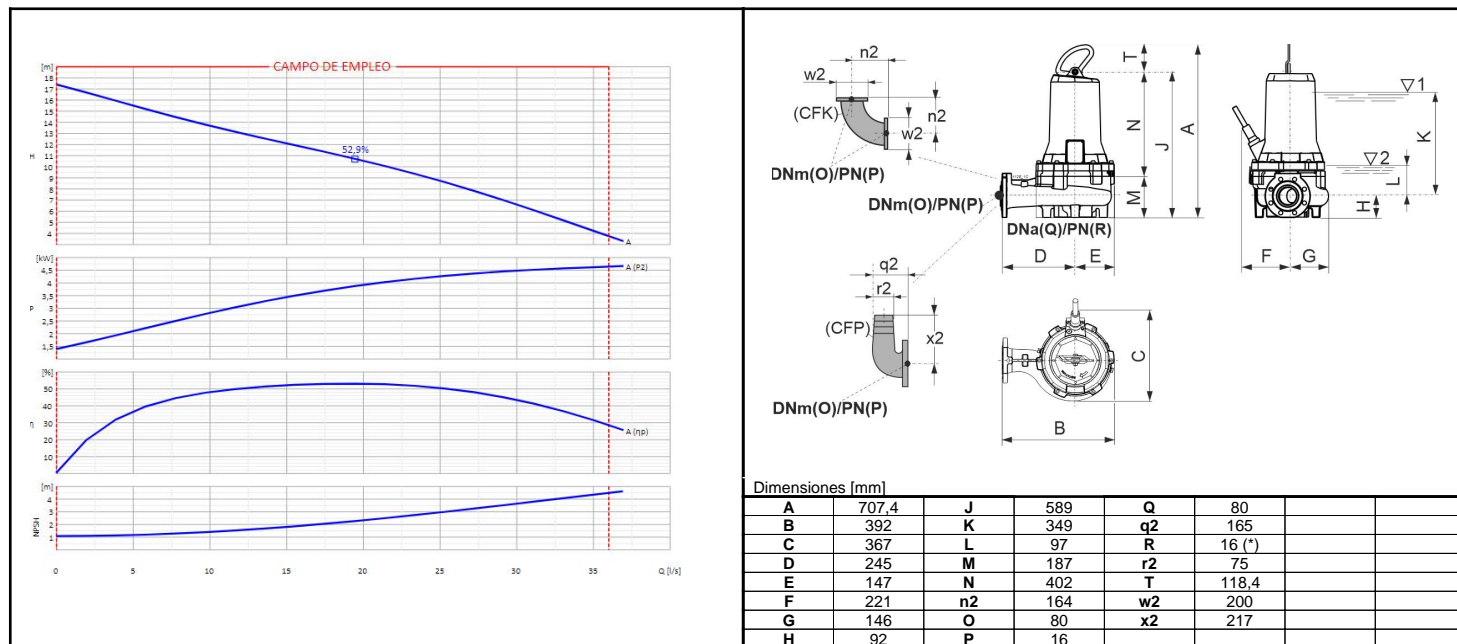 [m]
CAMPO DE EMPLEO
18
17
16
15
14
13
12
H
11
10
9
8
7
6
5
4
52,9%
A
[kW]
4,5
4
3,5
P
3
2,5
2
1,5
A (P2)
[%]
50
40
η
30
20
10
A (ηp)
[m]
4
3
NPSH
2
1
0 5 10 15 20 25 30 35 Q [l/s]
n2
w2
(CFK)
n2
w2
DNm(O)/PN(P)
DNm(O)/PN(P)
T
N
J
A
M
DNa(Q)/PN(R)
D E
▽1
K
▽2
L
H
F G
q2
r2
(CFP)
x2
DNm(O)/PN(P)
C
B
Dimensiones [mm]
A 707,4 J 589 Q 80
B 392 K 349 q2 165
C 367 L 97 R 16 (*)
D 245 M 187 r2 75
E 147 N 402 T 118,4
F 221 n2 164 w2 200
G 146 O 80 x2 217
H 92 P 16